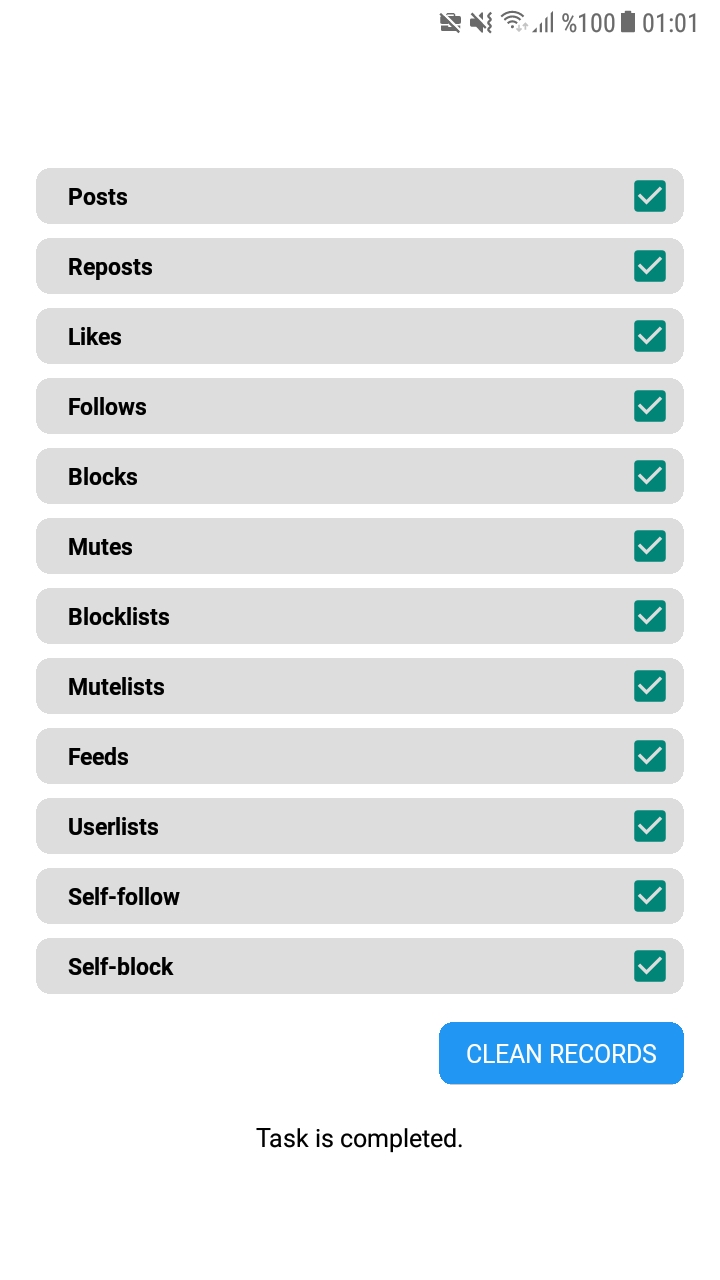 %100 01:01
Posts
Reposts
Likes
Follows
Blocks
Mutes
Blocklists
Mutelists
Feeds
Userlists
Self-follow
Self-block
CLEAN RECORDS
Task is completed.